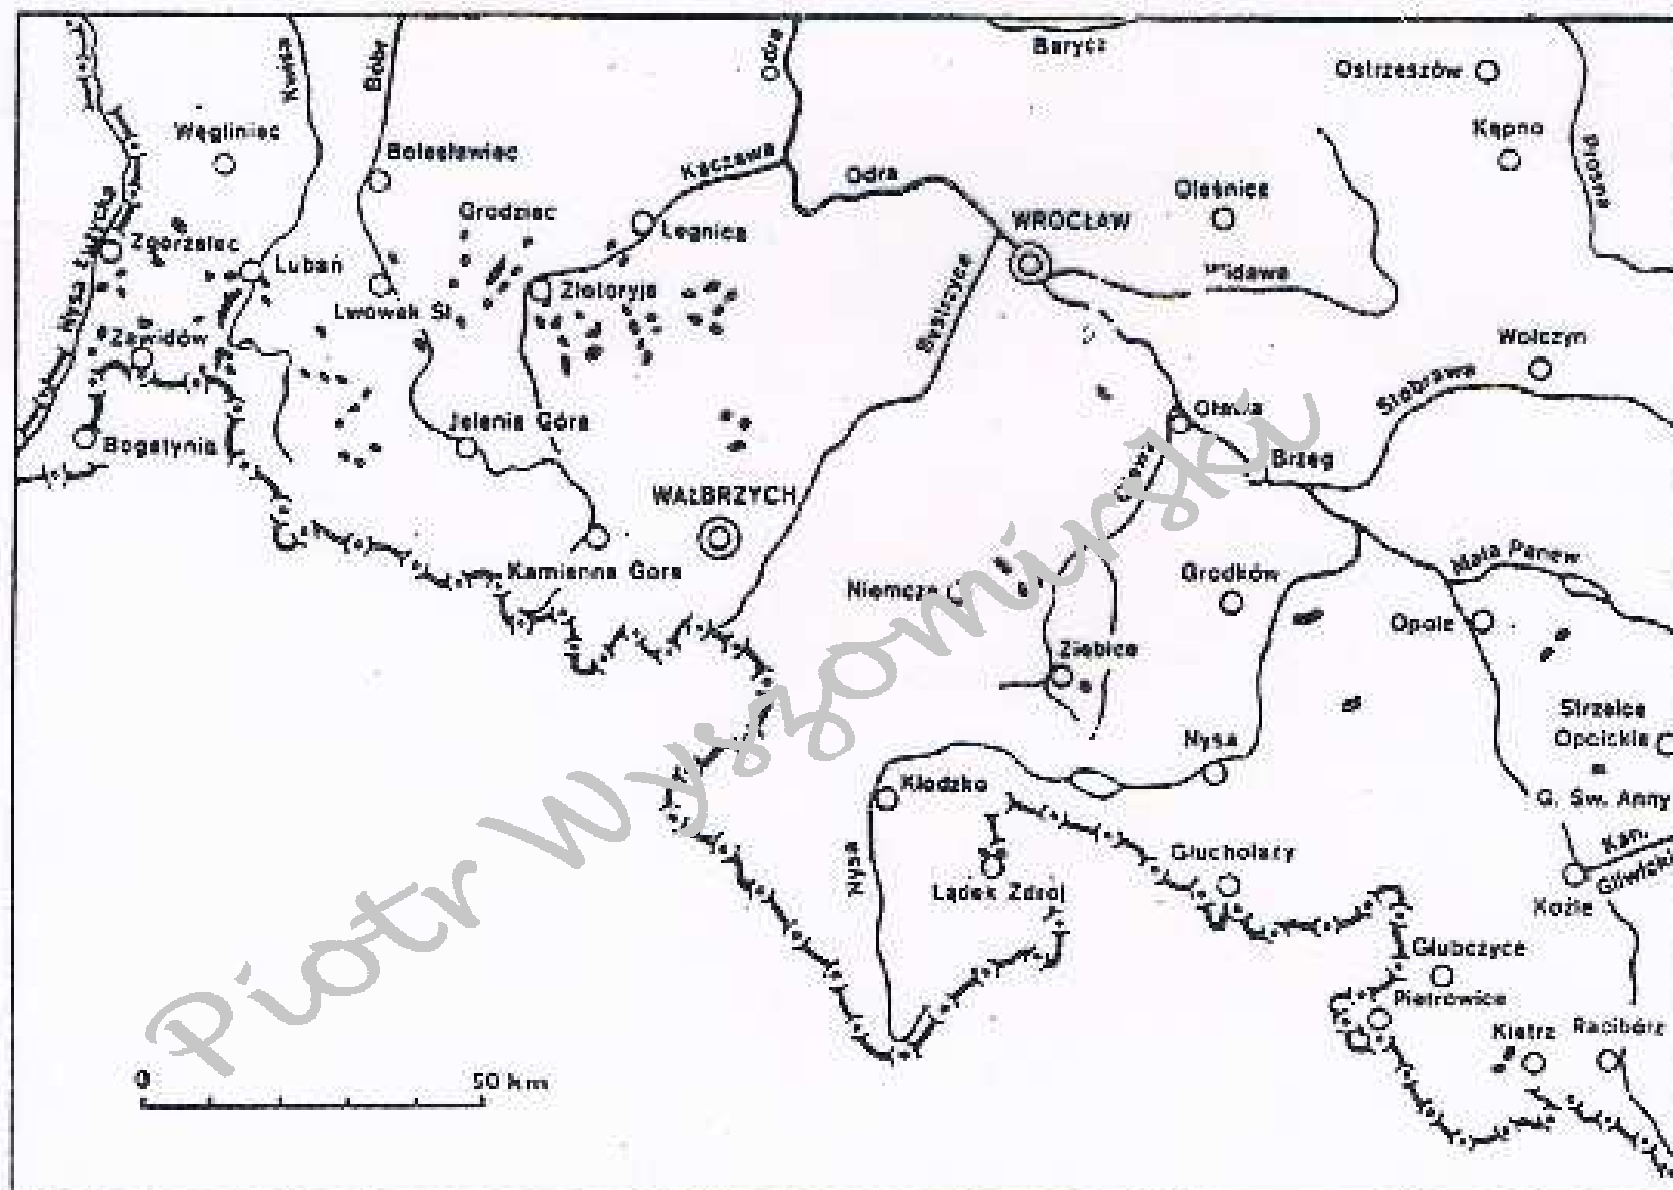 Kwisa
Bóbr
Odra
Barycz
Ostrzeszów
Węgliniec
Bolesławiec
Kaczawa
Odra
Kępno
Prosna
Nysa Łużycka
Zgorzelec
Grodziec
Legnica
WROCŁAW
Oleśnica
Lubań
Widawa
Lwówek Śl.
Złotoryja
Bystrzyca
Zawidów
Wołczyn
Stobrawa
Jelenia Góra
Oława
Bogatynia
Brzeg
Oława
WAŁBRZYCH
Kamienna Góra
Niemcza
Grodków
Mała Panew
Opole
Ziębice
Strzelce
Opolskie
Nysa
Kłodzko
G. Św. Anny
Kan.
Gliwicki
Nysa
Głuchołazy
Lądek Zdrój
Koźle
Głubczyce
Pietrowice
Kietrz
Racibórz
0
50 km
Piotr Wyszomirski